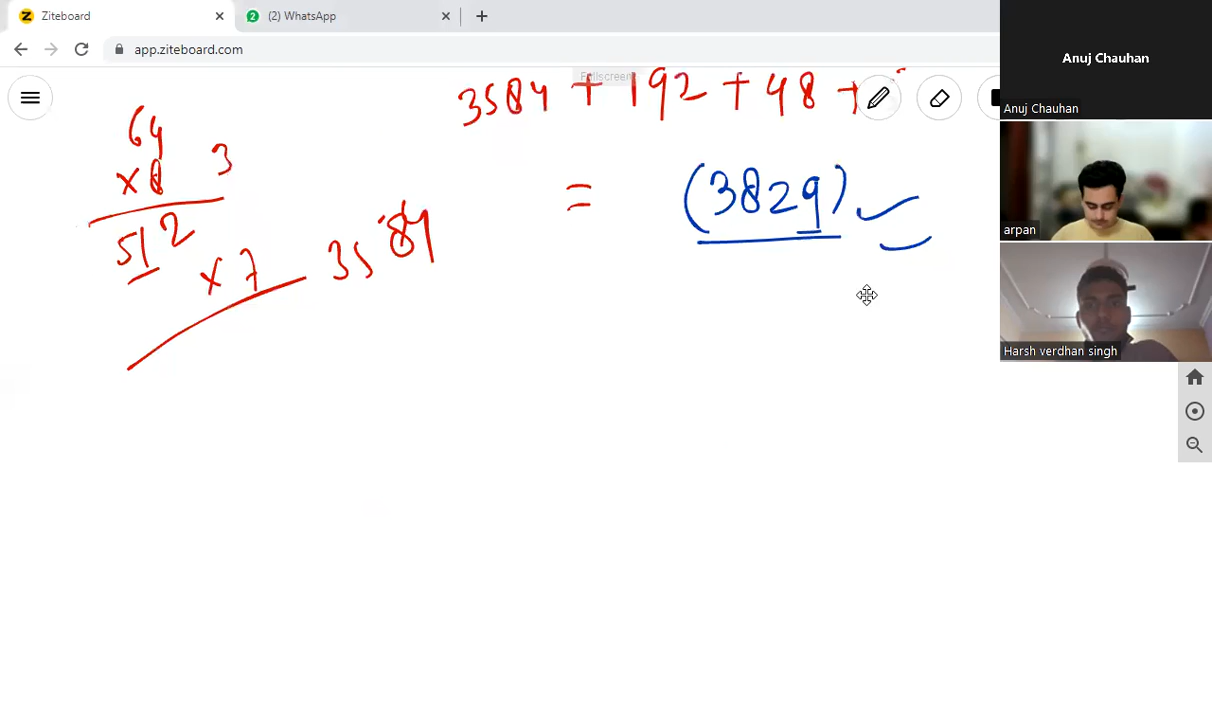 Ziteboard
(2) WhatsApp
app.ziteboard.com
Fullscreen
3584 + 192 + 48 +
64
x 8 3
512
x 7 3584
= (3829)
Anuj Chauhan
Anuj Chauhan
arpan
Harsh verdhan singh